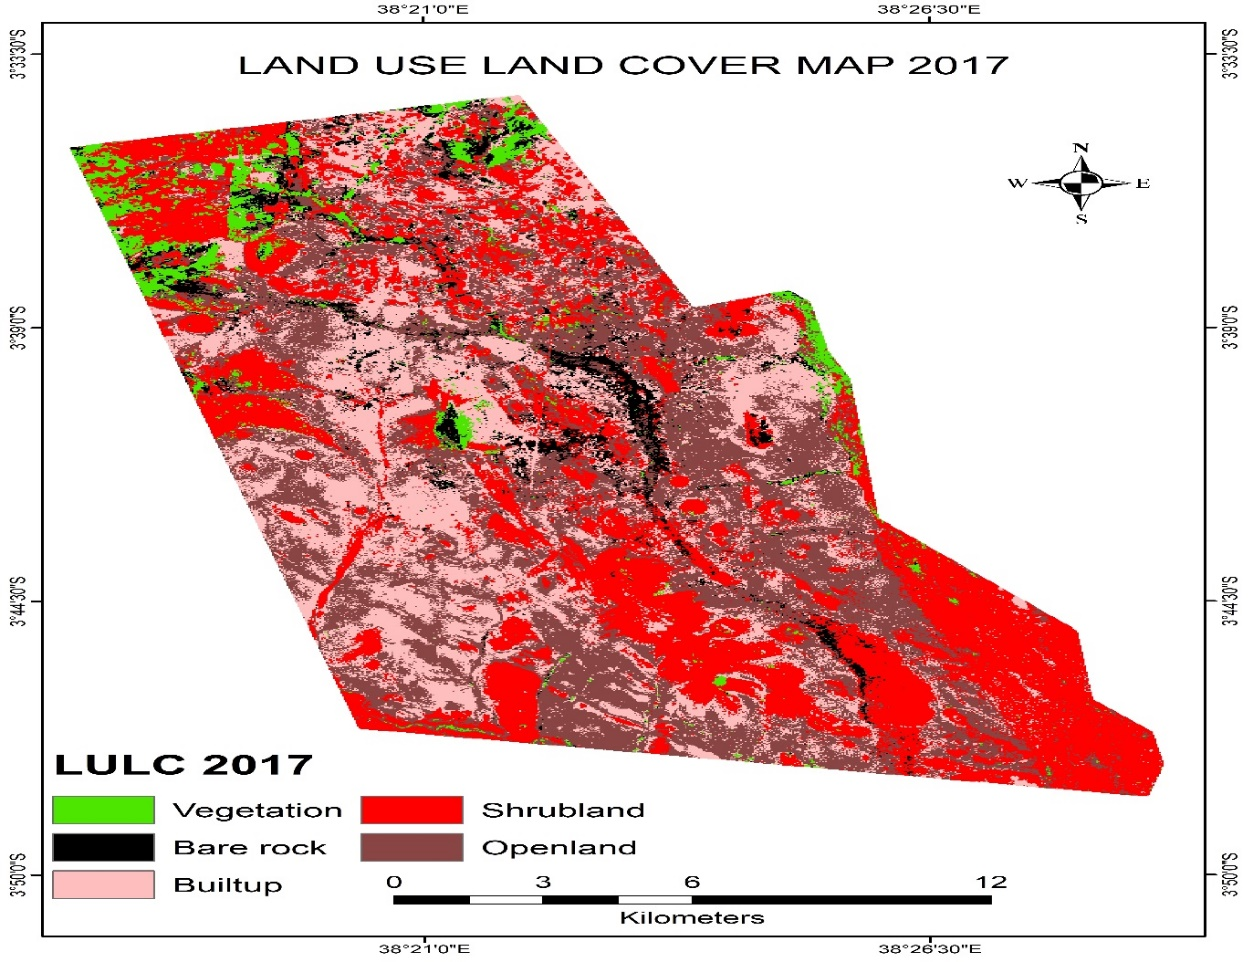 38°21'0"E 38°26'30"E
LAND USE LAND COVER MAP 2017
3°33'30"S 3°33'30"S
N
W E
S
3°39'0"S 3°39'0"S
3°44'30"S 3°44'30"S
LULC 2017
Vegetation Shrubland
Bare rock Openland
Builtup
0 3 6 12
Kilometers
3°50'0"S 3°50'0"S
38°21'0"E 38°26'30"E